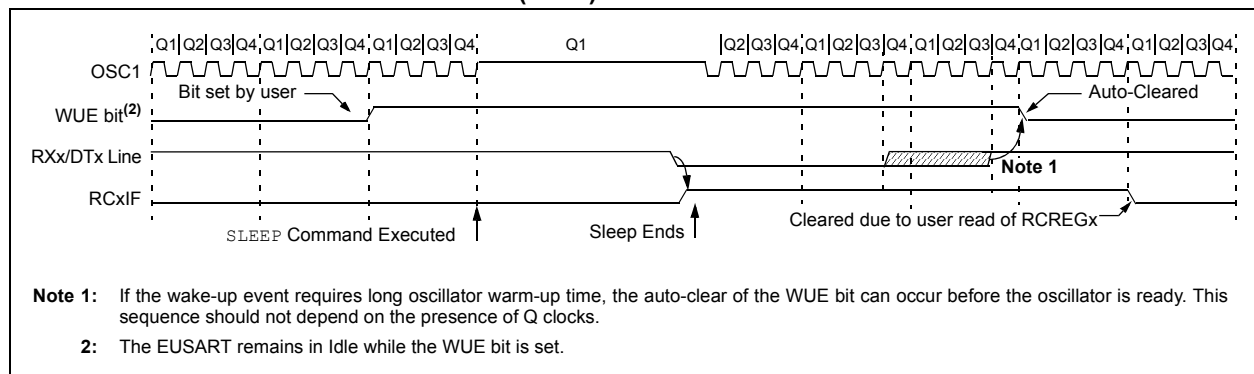 Q1 Q2 Q3 Q4 Q1 Q2 Q3 Q4 Q1 Q2 Q3 Q4 Q1 Q2 Q3 Q4 Q1 Q2 Q3 Q4 Q1 Q2 Q3 Q4 Q1 Q2 Q3 Q4 Q1 Q2 Q3 Q4
OSC1
Bit set by user
Auto-Cleared
WUE bit(2)
RXx/DTx Line
Note 1
RCxIF
SLEEP Command Executed
Sleep Ends
Cleared due to user read of RCREGx
Note 1: If the wake-up event requires long oscillator warm-up time, the auto-clear of the WUE bit can occur before the oscillator is ready. This
sequence should not depend on the presence of Q clocks.
2: The EUSART remains in Idle while the WUE bit is set.